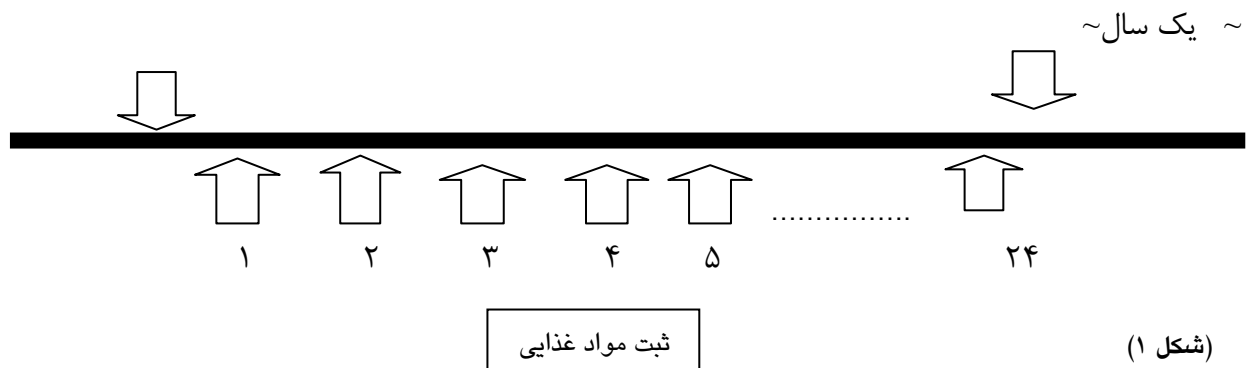 ~ یک سال~
۱ ۲ ۳ ۴ ۵ ................ ۲۴
ثبت مواد غذایی
(شکل ۱)